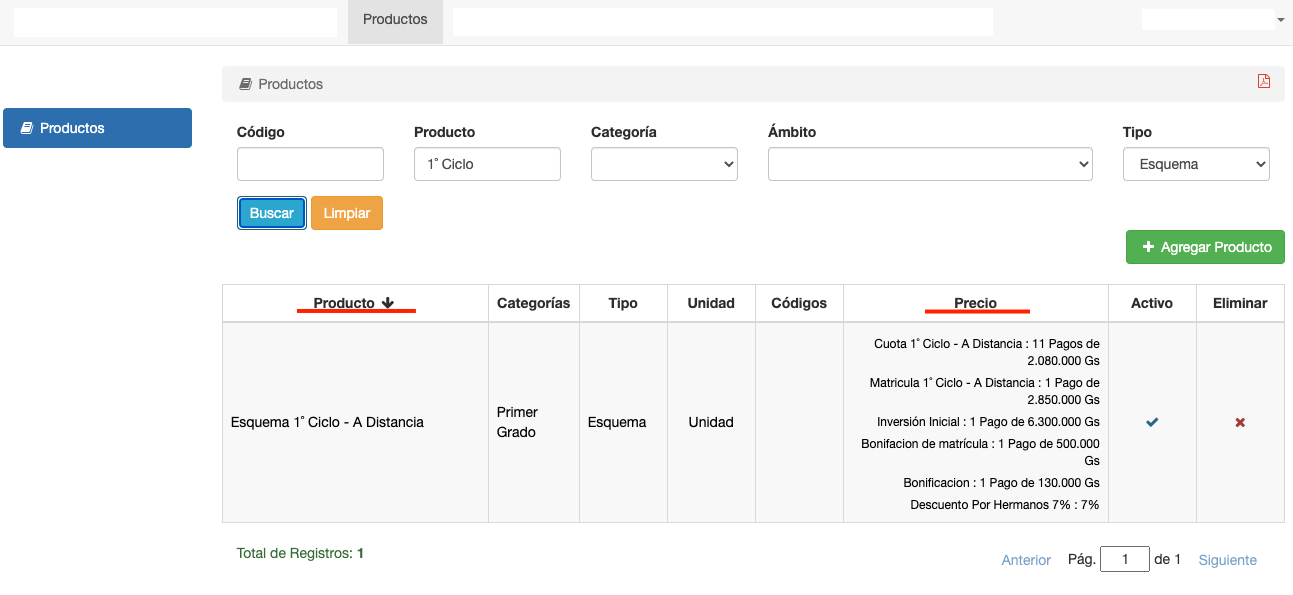 Productos
Productos
Productos
Código
Producto
Categoría
Ámbito
Tipo
1° Ciclo
Esquema
Buscar
Limpiar
Agregar Producto
Producto
Categorías
Tipo
Unidad
Códigos
Precio
Activo
Eliminar
Esquema 1° Ciclo - A Distancia
Primer
Grado
Esquema
Unidad
Cuota 1° Ciclo - A Distancia : 11 Pagos de
2.080.000 Gs
Matricula 1° Ciclo - A Distancia : 1 Pago de
2.850.000 Gs
Inversión Inicial : 1 Pago de 6.300.000 Gs
Bonifacion de matrícula : 1 Pago de 500.000
Gs
Bonificacion : 1 Pago de 130.000 Gs
Descuento Por Hermanos 7% : 7%
Total de Registros: 1
Anterior Pág. 1 de 1 Siguiente